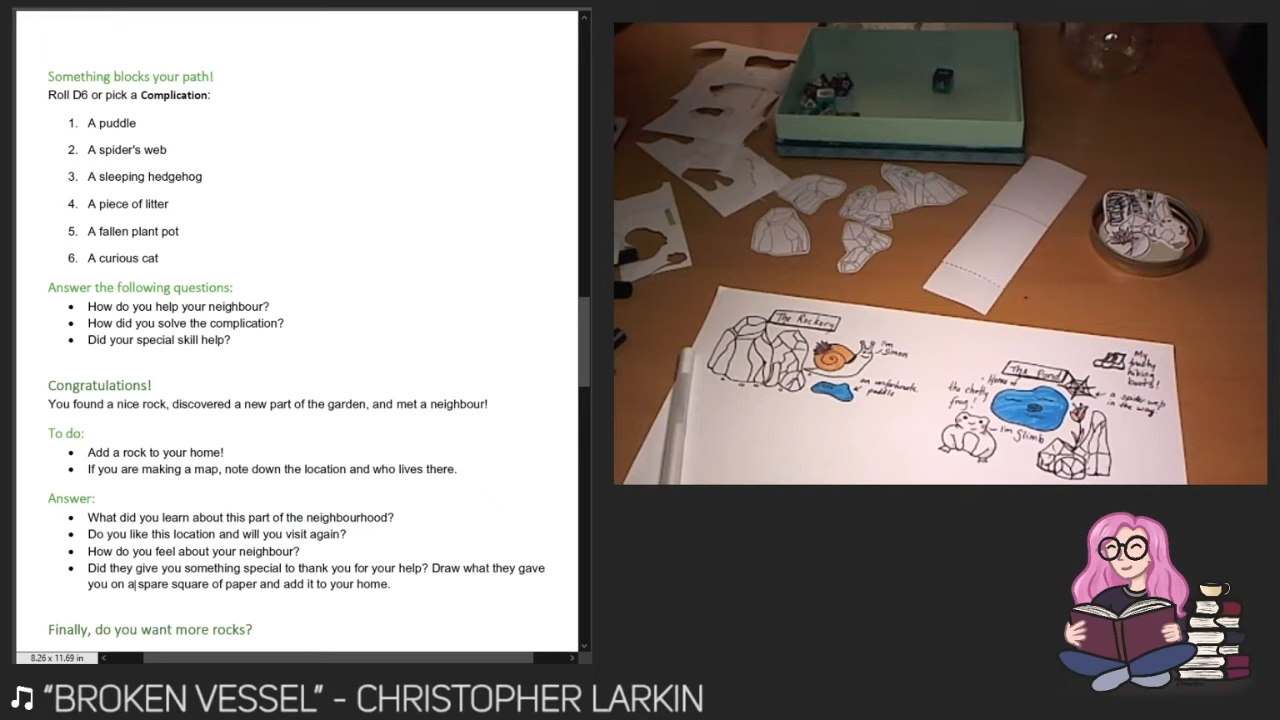 Something blocks your path!
Roll D6 or pick a Complication:
1. A puddle
2. A spider's web
3. A sleeping hedgehog
4. A piece of litter
5. A fallen plant pot
6. A curious cat
Answer the following questions:
• How do you help your neighbour?
• How did you solve the complication?
• Did your special skill help?
Congratulations!
You found a nice rock, discovered a new part of the garden, and met a neighbour!
To do:
• Add a rock to your home!
• If you are making a map, note down the location and who lives there.
Answer:
• What did you learn about this part of the neighbourhood?
• Do you like this location and will you visit again?
• How do you feel about your neighbour?
• Did they give you something special to thank you for your help? Draw what they gave
you on a spare square of paper and add it to your home.
Finally, do you want more rocks?
8.26 x 11.69 in
The Rockery
I'm
Simon
an unfortunate
puddle
The Pond
My
trusty
hiking
boots!
Home of
the chatty
frog!
a spider web
in the way
I'm Glimb
♫ "BROKEN VESSEL" - CHRISTOPHER LARKIN